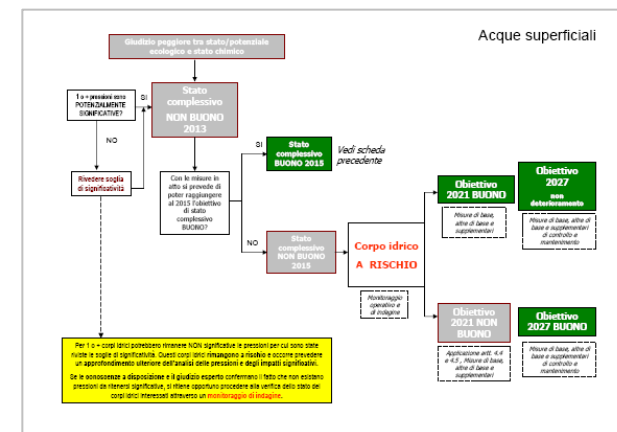 Acque superficiali
Giudizio peggiore tra stato/potenziale
ecologico e stato chimico
1 o + pressioni sono
POTENZIALMENTE
SIGNIFICATIVE?
SI
Stato
complessivo
NON BUONO
2013
NO
Rivedere soglia
di significatività
Con le misure in
atto si prevede di
poter raggiungere
al 2015 l'obiettivo
di stato
complessivo
BUONO?
SI
Stato
complessivo
BUONO 2015
Vedi scheda
precedente
NO
Stato
complessivo
NON BUONO
2015
Corpo idrico
A RISCHIO
Monitoraggio
operativo e
di indagine
Obiettivo
2021 BUONO
Misure di base,
altre di base e
supplementari
Obiettivo
2027
non
deterioramento
Misure di base, altre di
base e supplementari
di controllo e
mantenimento
Obiettivo
2021 NON
BUONO
Applicazione artt. 4.4
e 4.5 , Misure di base,
altre di base e
supplementari
Obiettivo
2027 BUONO
Misure di base, altre di
base e supplementari
di controllo e
mantenimento
Per 1 o + corpi idrici potrebbero rimanere NON significative le pressioni per cui sono state
riviste le soglie di significatività. Questi corpi idrici rimangono a rischio e occorre prevedere
un approfondimento ulteriore dell'analisi delle pressioni e degli impatti significativi.
Se le conoscenze a disposizione e il giudizio esperto confermano il fatto che non esistano
pressioni da ritenersi significative, si ritiene opportuno procedere alla verifica dello stato dei
corpi idrici interessati attraverso un monitoraggio di indagine.